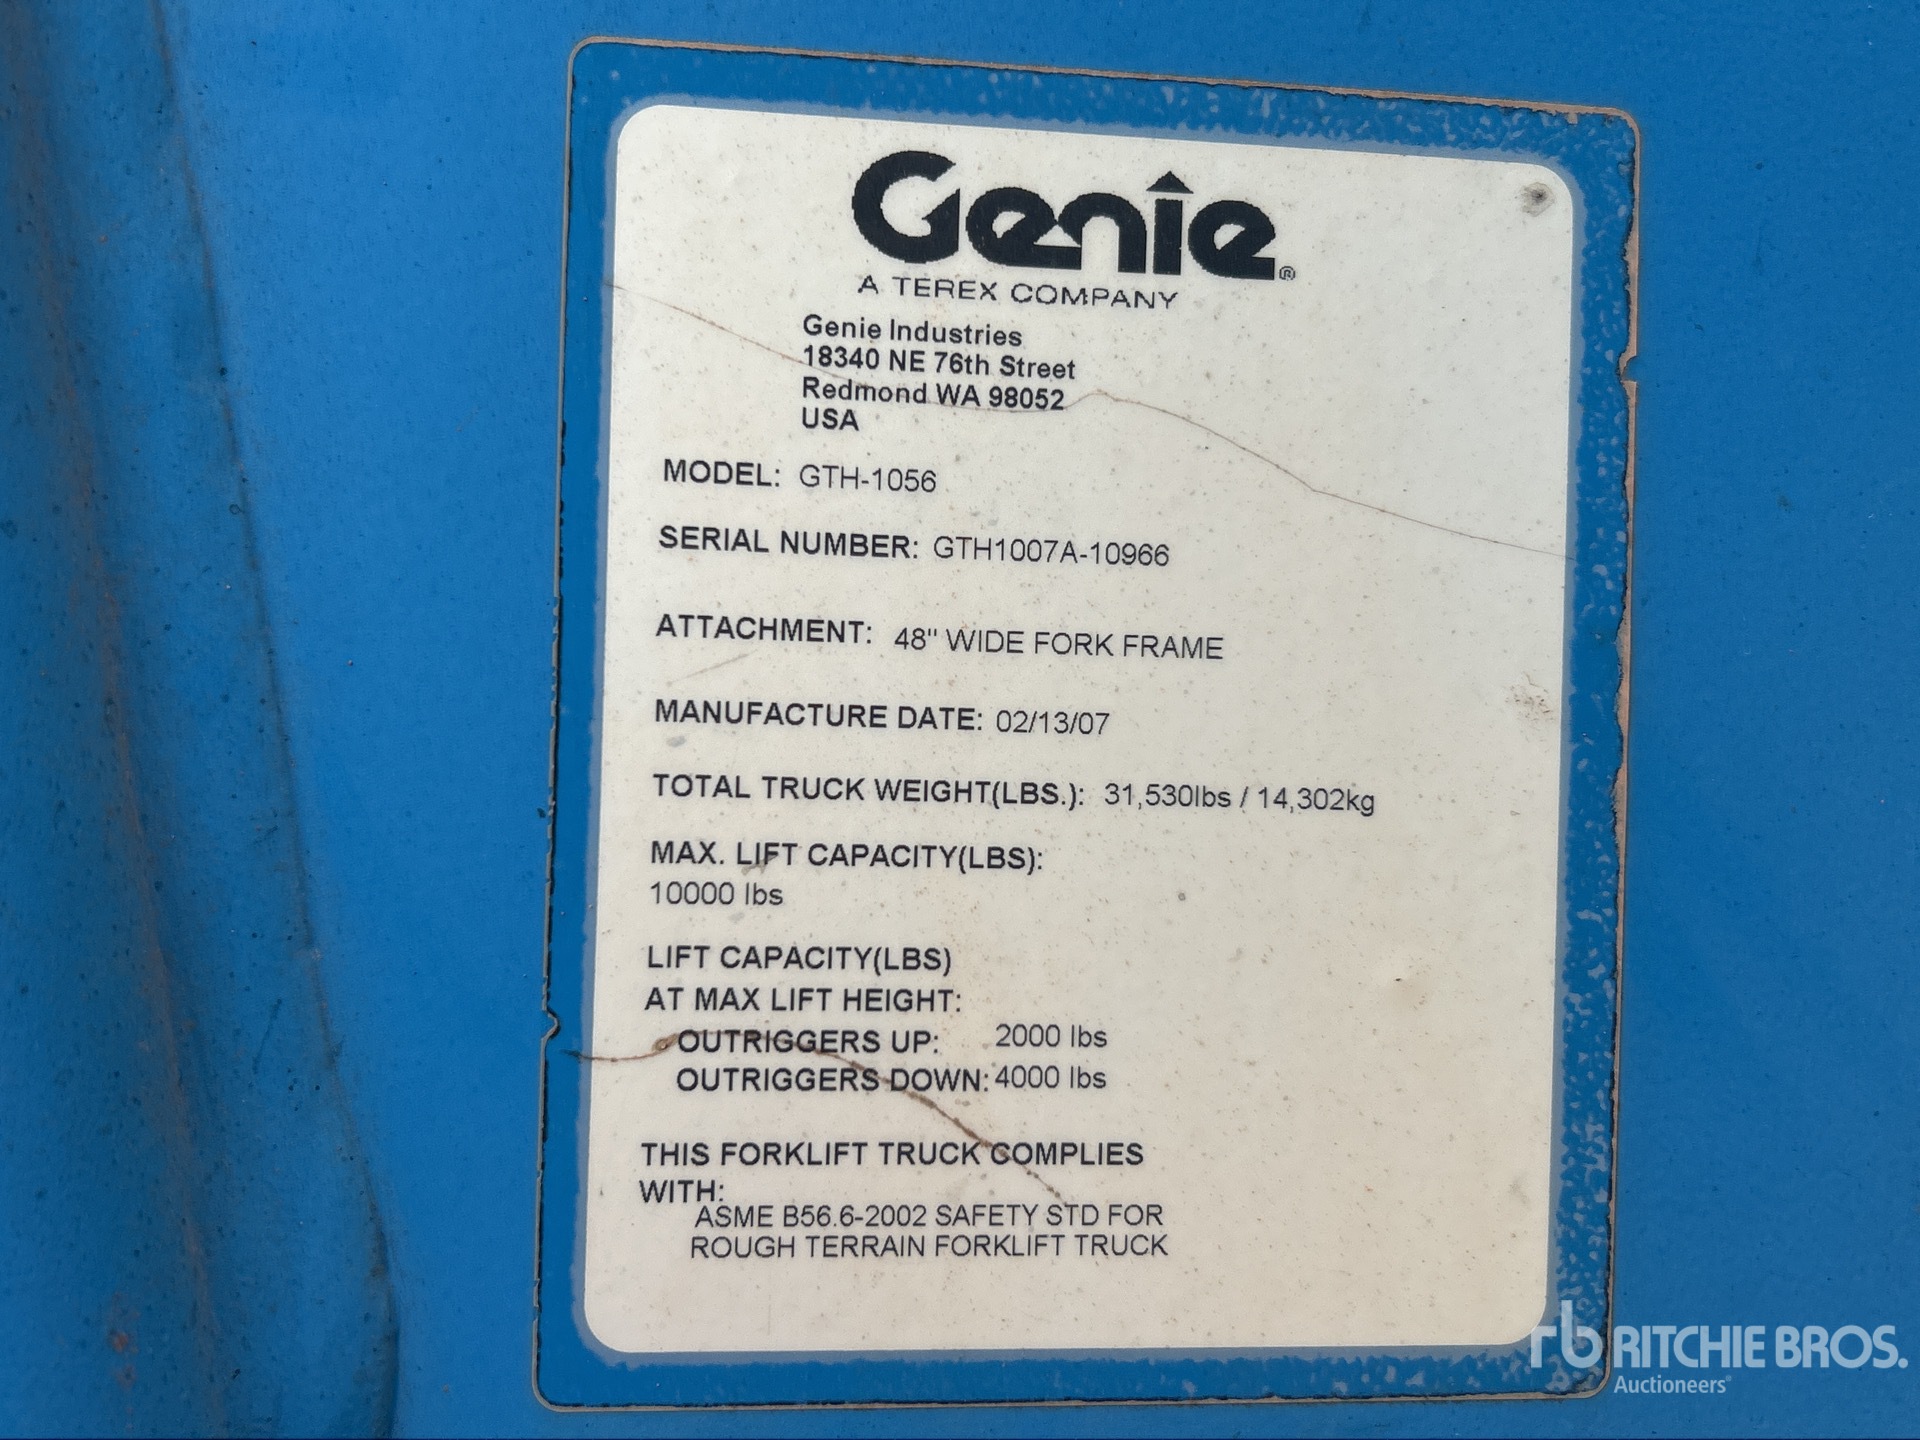 Genie®
A TEREX COMPANY
Genie Industries
18340 NE 76th Street
Redmond WA 98052
USA
MODEL: GTH-1056
SERIAL NUMBER: GTH1007A-10966
ATTACHMENT: 48" WIDE FORK FRAME
MANUFACTURE DATE: 02/13/07
TOTAL TRUCK WEIGHT(LBS.): 31,530lbs / 14,302kg
MAX. LIFT CAPACITY(LBS):
10000 lbs
LIFT CAPACITY(LBS)
AT MAX LIFT HEIGHT:
OUTRIGGERS UP: 2000 lbs
OUTRIGGERS DOWN: 4000 lbs
THIS FORKLIFT TRUCK COMPLIES
WITH:
ASME B56.6-2002 SAFETY STD FOR
ROUGH TERRAIN FORKLIFT TRUCK
rb RITCHIE BROS.
Auctioneers